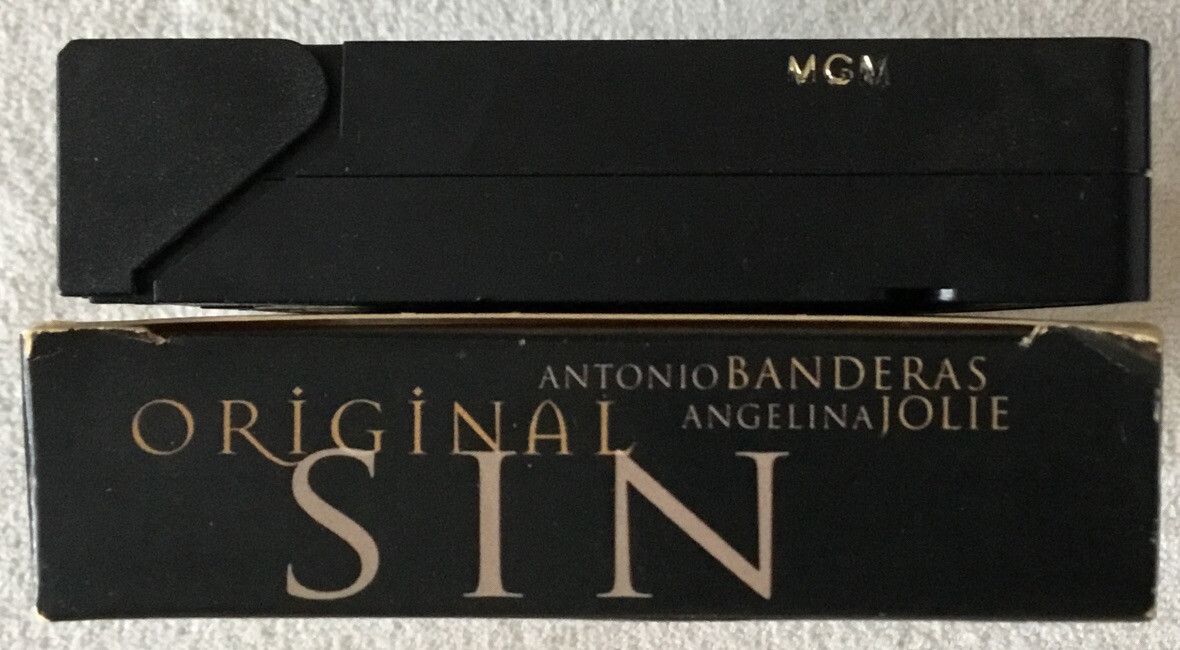 MGM
ANTONIO BANDERAS
ANGELINA JOLIE
ORiGiNAL
SIN